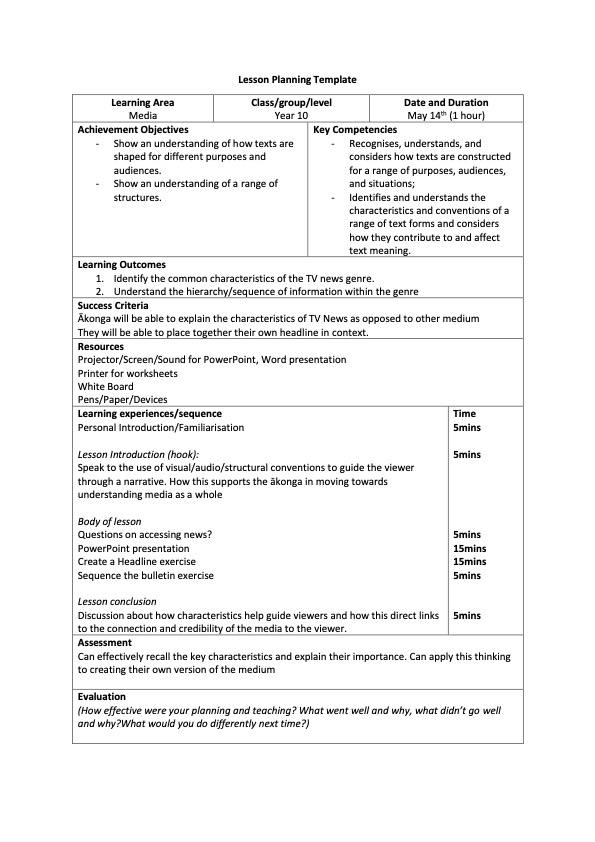 Lesson Planning Template
Learning Area
Media
Class/group/level
Year 10
Date and Duration
May 14th (1 hour)
Achievement Objectives
- Show an understanding of how texts are
shaped for different purposes and
audiences.
- Show an understanding of a range of
structures.
Key Competencies
- Recognises, understands, and
considers how texts are constructed
for a range of purposes, audiences,
and situations;
- Identifies and understands the
characteristics and conventions of a
range of text forms and considers
how they contribute to and affect
text meaning.
Learning Outcomes
1. Identify the common characteristics of the TV news genre.
2. Understand the hierarchy/sequence of information within the genre
Success Criteria
Ākonga will be able to explain the characteristics of TV News as opposed to other medium
They will be able to place together their own headline in context.
Resources
Projector/Screen/Sound for PowerPoint, Word presentation
Printer for worksheets
White Board
Pens/Paper/Devices
Learning experiences/sequence Time
Personal Introduction/Familiarisation 5mins
Lesson Introduction (hook): 5mins
Speak to the use of visual/audio/structural conventions to guide the viewer
through a narrative. How this supports the ākonga in moving towards
understanding media as a whole
Body of lesson
Questions on accessing news? 5mins
PowerPoint presentation 15mins
Create a Headline exercise 15mins
Sequence the bulletin exercise 5mins
Lesson conclusion
Discussion about how characteristics help guide viewers and how this direct links 5mins
to the connection and credibility of the media to the viewer.
Assessment
Can effectively recall the key characteristics and explain their importance. Can apply this thinking
to creating their own version of the medium
Evaluation
(How effective were your planning and teaching? What went well and why, what didn't go well
and why?What would you do differently next time?)